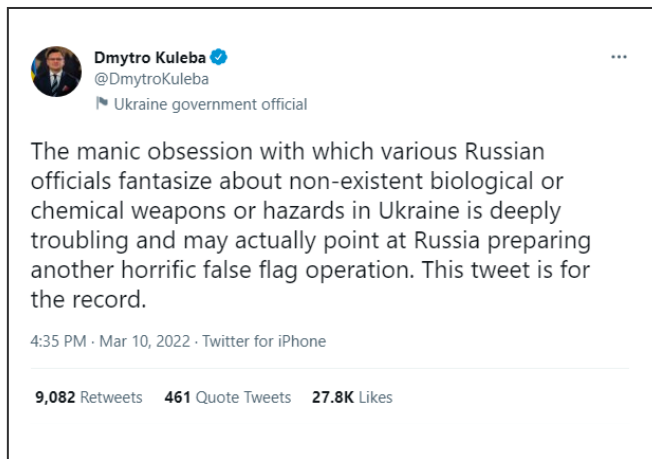 Dmytro Kuleba
@DmytroKuleba
Ukraine government official
The manic obsession with which various Russian
officials fantasize about non-existent biological or
chemical weapons or hazards in Ukraine is deeply
troubling and may actually point at Russia preparing
another horrific false flag operation. This tweet is for
the record.
4:35 PM · Mar 10, 2022 · Twitter for iPhone
9,082 Retweets 461 Quote Tweets 27.8K Likes